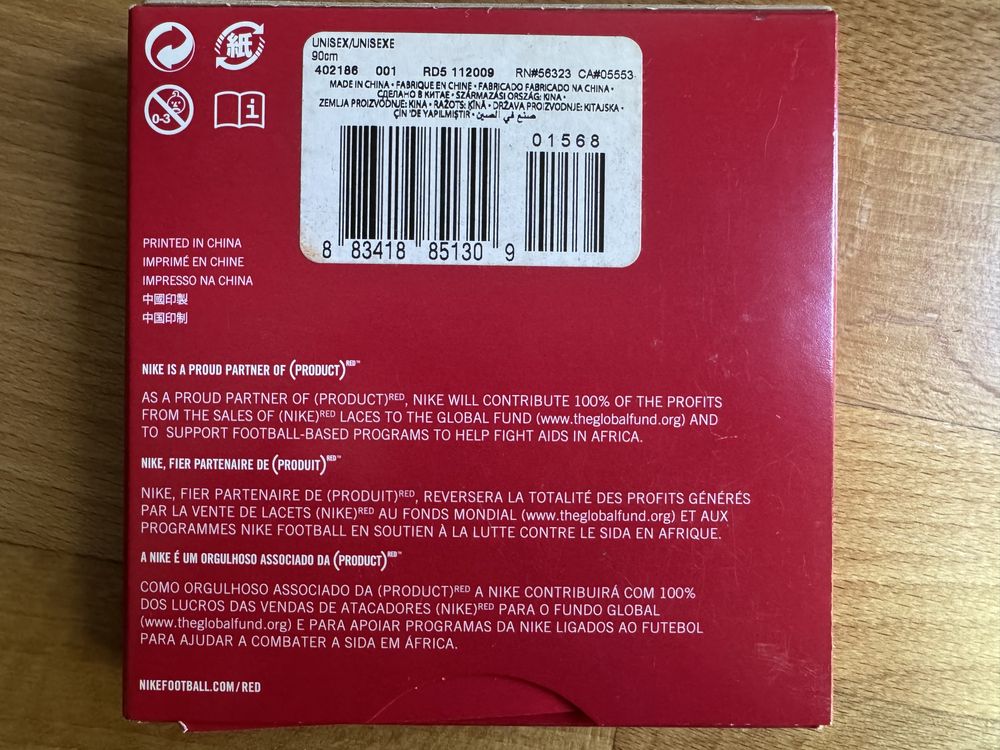 紙
0-3
i
UNISEX/UNISEXE
90cm
402186 001 RD5 112009 RN#56323 CA#05553
MADE IN CHINA • FABRIQUE EN CHINE • FABRICADO FABRICADO NA CHINA •
СДЕЛАНО В КИТАЕ • SZÁRMAZÁSI ORSZÁG: KINA •
ZEMLJA PROIZVODNJE: KINA • RAŽOTS: ĶĪNĀ • DRŽAVA PROIZVODNJE: KITAJSKA •
ÇİN 'DE YAPILMIŞTIR • صنع في الصين
01568
8 83418 85130 9
PRINTED IN CHINA
IMPRIMÉ EN CHINE
IMPRESSO NA CHINA
中國印製
中国印制
NIKE IS A PROUD PARTNER OF (PRODUCT)RED™
AS A PROUD PARTNER OF (PRODUCT)RED, NIKE WILL CONTRIBUTE 100% OF THE PROFITS
FROM THE SALES OF (NIKE)RED LACES TO THE GLOBAL FUND (www.theglobalfund.org) AND
TO SUPPORT FOOTBALL-BASED PROGRAMS TO HELP FIGHT AIDS IN AFRICA.
NIKE, FIER PARTENAIRE DE (PRODUIT)RED™
NIKE, FIER PARTENAIRE DE (PRODUIT)RED, REVERSERA LA TOTALITÉ DES PROFITS GÉNÉRÉS
PAR LA VENTE DE LACETS (NIKE)RED AU FONDS MONDIAL (www.theglobalfund.org) ET AUX
PROGRAMMES NIKE FOOTBALL EN SOUTIEN À LA LUTTE CONTRE LE SIDA EN AFRIQUE.
A NIKE É UM ORGULHOSO ASSOCIADO DA (PRODUCT)RED™
COMO ORGULHOSO ASSOCIADO DA (PRODUCT)RED A NIKE CONTRIBUIRÁ COM 100%
DOS LUCROS DAS VENDAS DE ATACADORES (NIKE)RED PARA O FUNDO GLOBAL
(www.theglobalfund.org) E PARA APOIAR PROGRAMAS DA NIKE LIGADOS AO FUTEBOL
PARA AJUDAR A COMBATER A SIDA EM ÁFRICA.
NIKEFOOTBALL.COM/RED